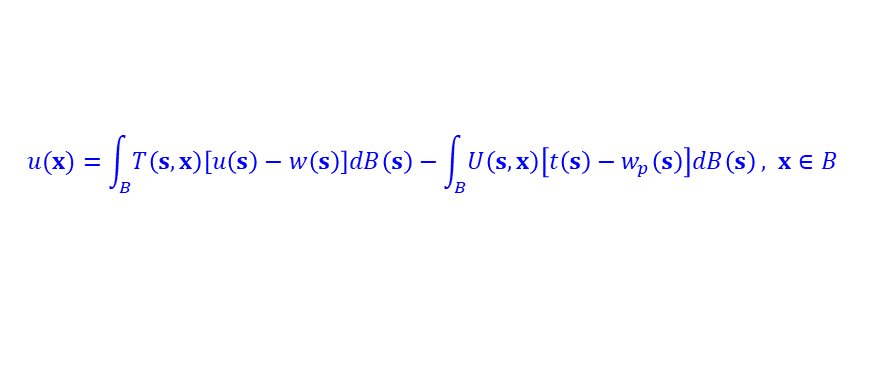 u(x) = ∫_B T(s,x)[u(s) − w(s)]dB(s) − ∫_B U(s,x)[t(s) − w_p(s)]dB(s), x ∈ B